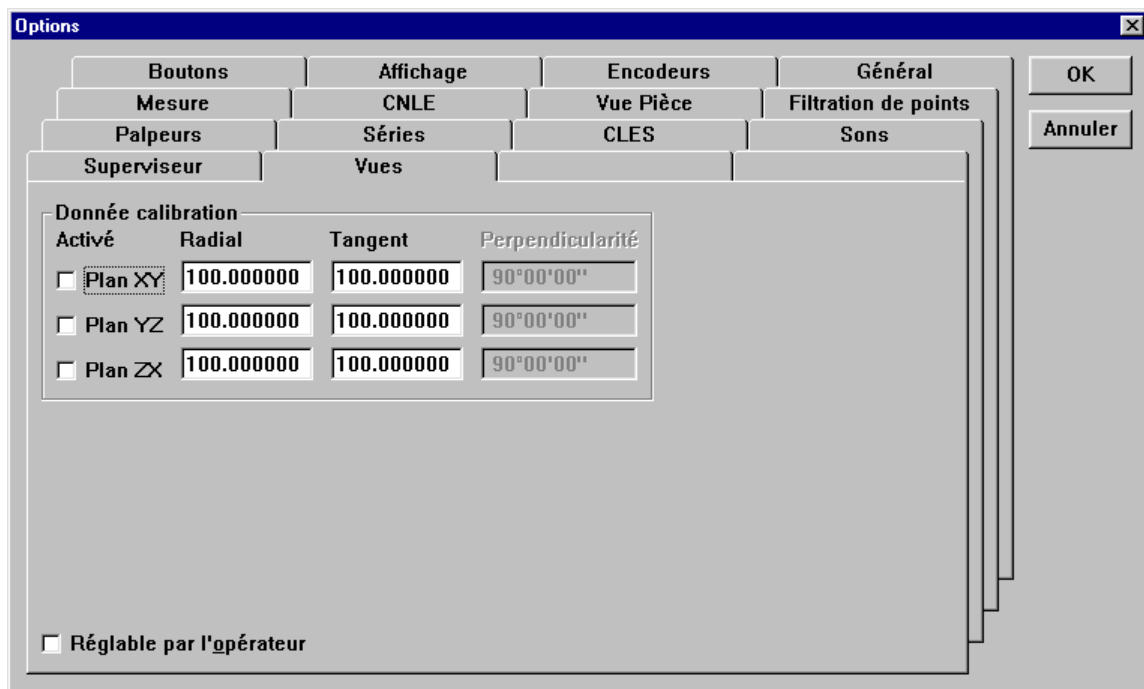 Options
Boutons Affichage Encodeurs Général
Mesure CNLE Vue Pièce Filtration de points
Palpeurs Séries CLES Sons
Superviseur Vues
OK
Annuler
Donnée calibration
Activé Radial Tangent Perpendicularité
Plan XY 100.000000 100.000000 90°00'00''
Plan YZ 100.000000 100.000000 90°00'00''
Plan ZX 100.000000 100.000000 90°00'00''
Réglable par l'opérateur